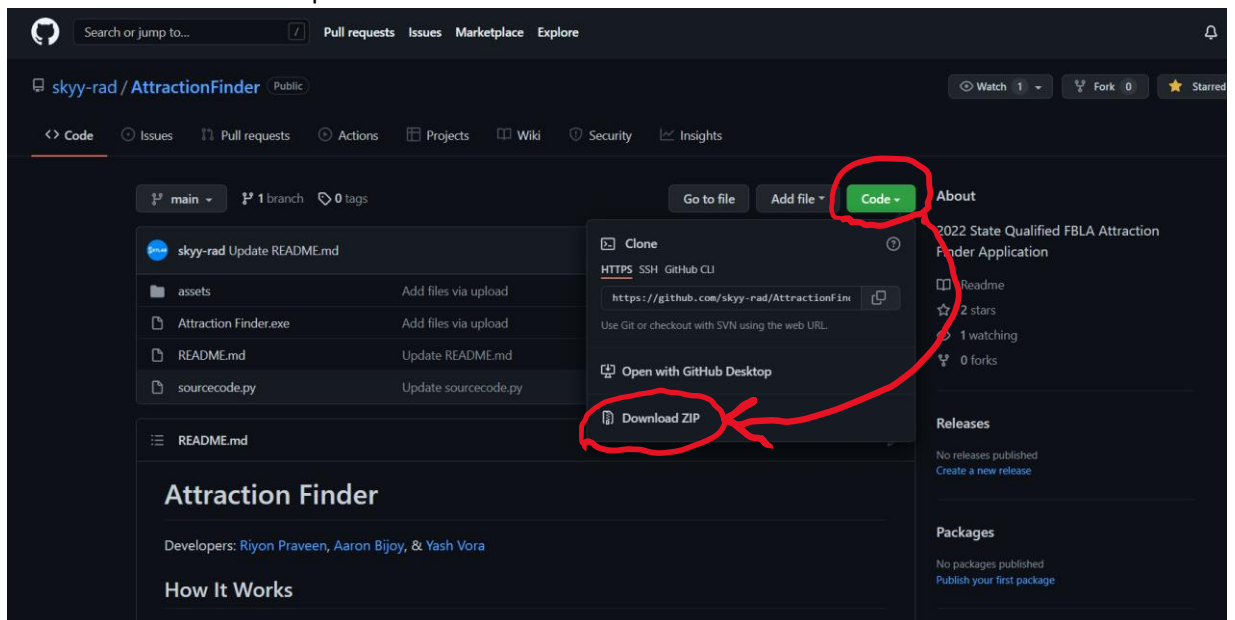 Search or jump to... / Pull requests Issues Marketplace Explore
skyy-rad / AttractionFinder Public
Watch 1 Fork 0 Starred
<> Code Issues Pull requests Actions Projects Wiki Security Insights
main 1 branch 0 tags Go to file Add file Code
skyy-rad Update README.md
assets Add files via upload
Attraction Finder.exe Add files via upload
README.md Update README.md
sourcecode.py Update sourcecode.py
Clone
HTTPS SSH GitHub CLI
https://github.com/skyy-rad/AttractionFin
Use Git or checkout with SVN using the web URL.
Open with GitHub Desktop
Download ZIP
README.md
Attraction Finder
Developers: Riyon Praveen, Aaron Bijoy, & Yash Vora
How It Works
About
2022 State Qualified FBLA Attraction
Finder Application
Readme
2 stars
1 watching
0 forks
Releases
No releases published
Create a new release
Packages
No packages published
Publish your first package